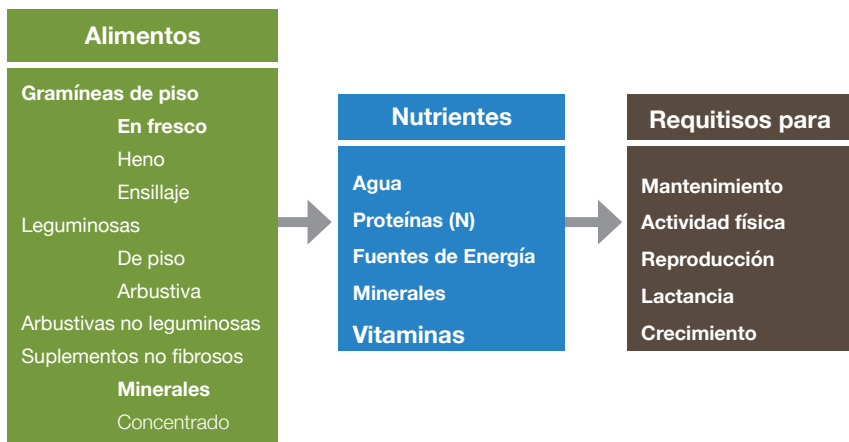 Alimentos
Gramíneas de piso
En fresco
Heno
Ensillaje
Leguminosas
De piso
Arbustiva
Arbustivas no leguminosas
Suplementos no fibrosos
Minerales
Concentrado
Nutrientes
Agua
Proteínas (N)
Fuentes de Energía
Minerales
Vitaminas
Requitisos para
Mantenimiento
Actividad física
Reproducción
Lactancia
Crecimiento